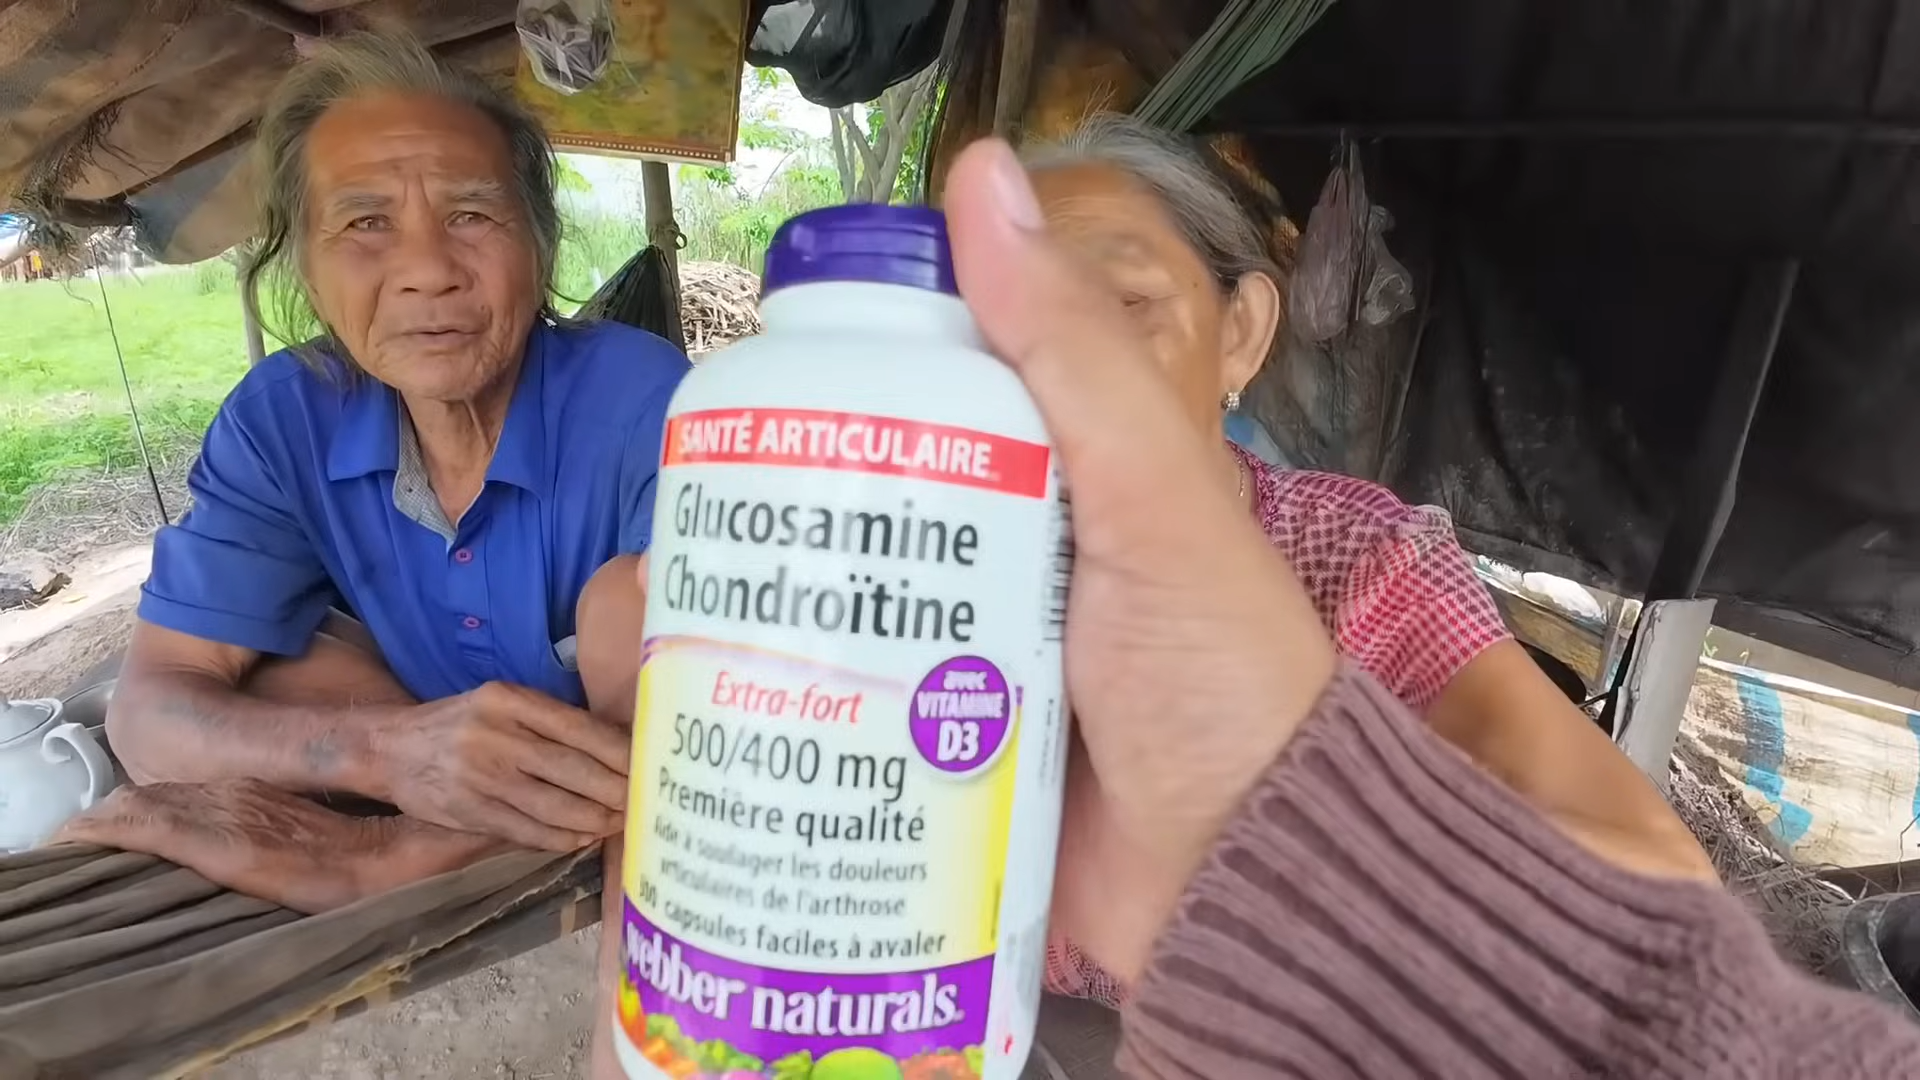 SANTÉ ARTICULAIRE
Glucosamine
Chondroïtine
Extra-fort
avec
VITAMINE
D3
500/400 mg
Première qualité
Aide à soulager les douleurs
articulaires de l'arthrose
300 capsules faciles à avaler
webber naturals